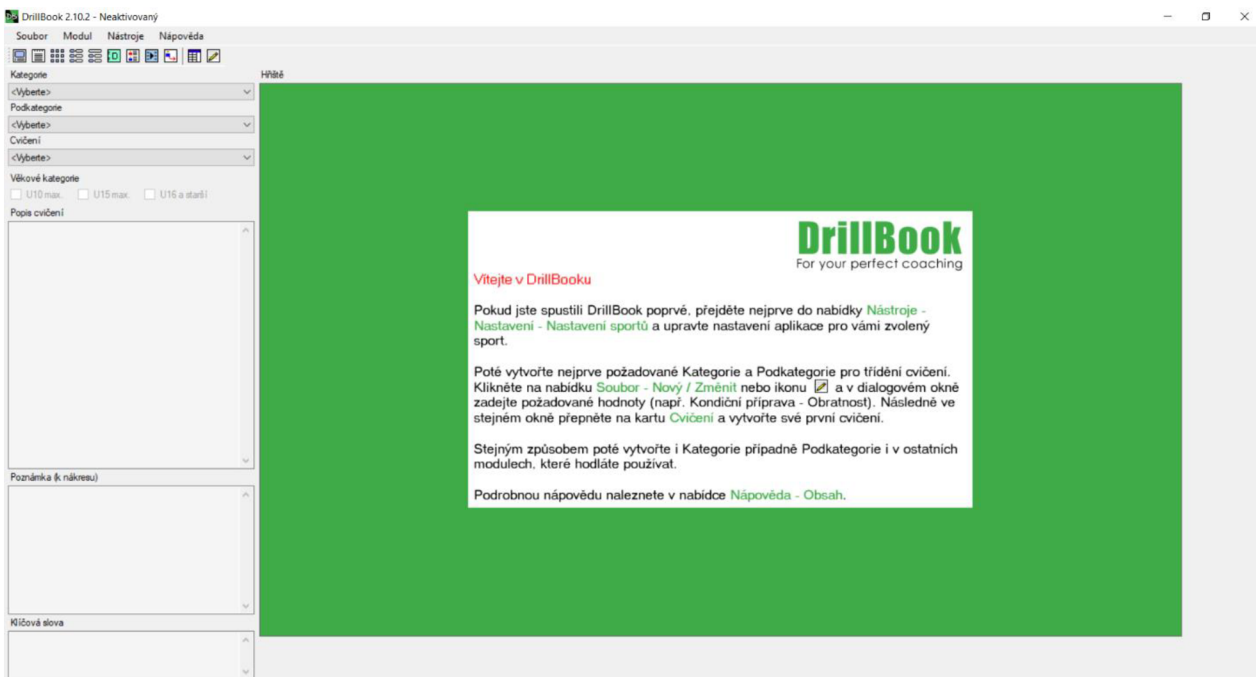 DrillBook 2.10.2 - Neaktivovaný
Soubor Modul Nástroje Nápověda
Kategorie
<Vyberte>
Podkategorie
<Vyberte>
Cvičení
<Vyberte>
Věkové kategorie
U10 max. U15 max. U16 a starší
Popis cvičení
Poznámka (k nákresu)
Klíčová slova
Hřiště
DrillBook
For your perfect coaching
Vítejte v DrillBooku
Pokud jste spustili DrillBook poprvé, přejděte nejprve do nabídky Nástroje -
Nastavení - Nastavení sportů a upravte nastavení aplikace pro vámi zvolený
sport.
Poté vytvořte nejprve požadované Kategorie a Podkategorie pro třídění cvičení.
Klikněte na nabídku Soubor - Nový / Změnit nebo ikonu a v dialogovém okně
zadejte požadované hodnoty (např. Kondiční příprava - Obratnost). Následně ve
stejném okně přepněte na kartu Cvičení a vytvořte své první cvičení.
Stejným způsobem poté vytvořte i Kategorie případně Podkategorie i v ostatních
modulech, které hodláte používat.
Podrobnou nápovědu naleznete v nabídce Nápověda - Obsah.